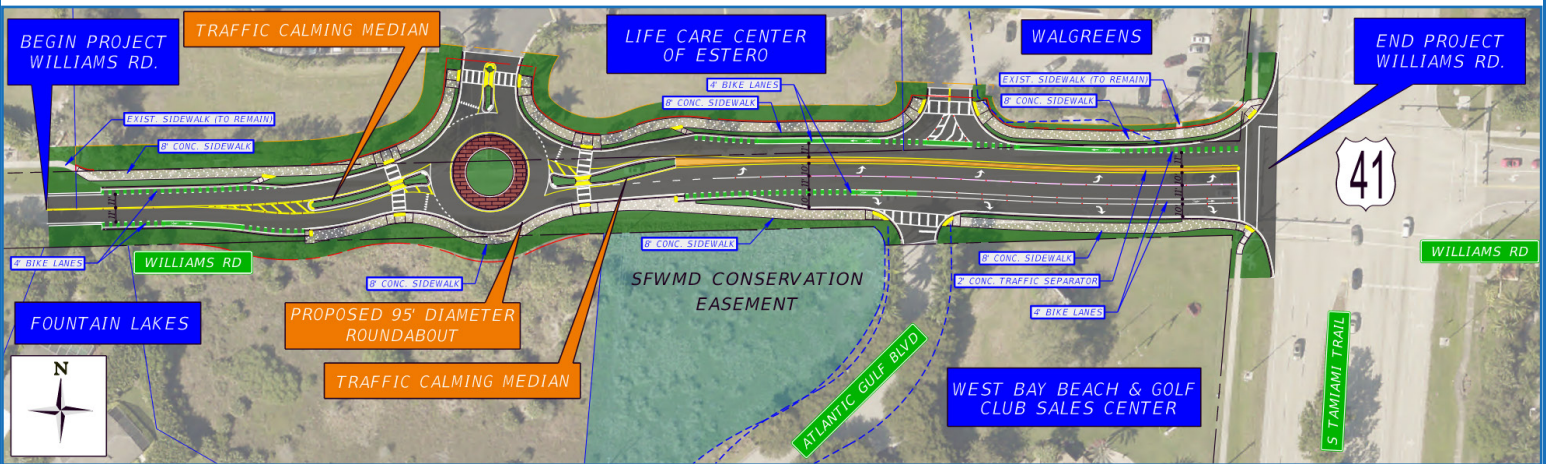 BEGIN PROJECT
WILLIAMS RD.
TRAFFIC CALMING MEDIAN
LIFE CARE CENTER
OF ESTERO
WALGREENS
END PROJECT
WILLIAMS RD.
4' BIKE LANES
8' CONC. SIDEWALK
EXIST. SIDEWALK (TO REMAIN)
8' CONC. SIDEWALK
EXIST. SIDEWALK (TO REMAIN)
8' CONC. SIDEWALK
41
4' BIKE LANES
WILLIAMS RD
8' CONC. SIDEWALK
8' CONC. SIDEWALK
SFWMD CONSERVATION
EASEMENT
8' CONC. SIDEWALK
2' CONC. TRAFFIC SEPARATOR
4' BIKE LANES
WILLIAMS RD
FOUNTAIN LAKES
PROPOSED 95' DIAMETER
ROUNDABOUT
TRAFFIC CALMING MEDIAN
ATLANTIC GULF BLVD
WEST BAY BEACH & GOLF
CLUB SALES CENTER
S TAMIAMI TRAIL
N